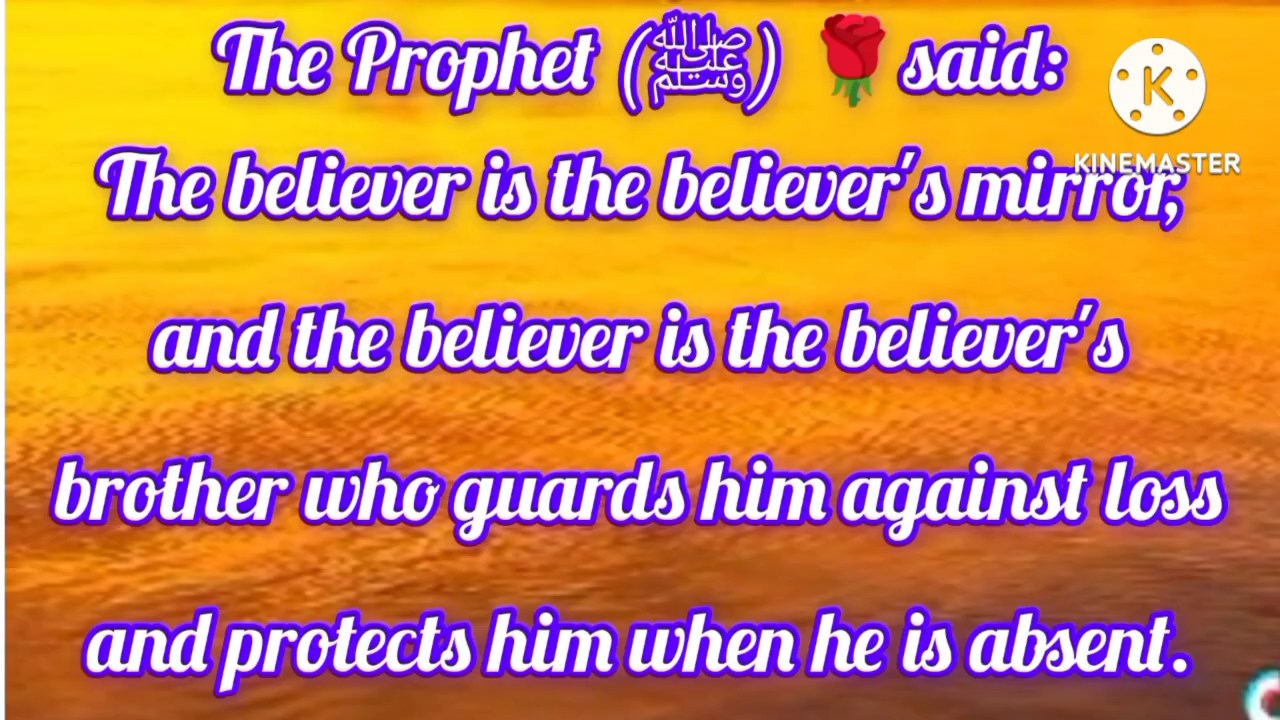 The Prophet (ﷺ) 🌹 said:
K
KINEMASTER
The believer is the believer's mirror,
and the believer is the believer's
brother who guards him against loss
and protects him when he is absent.